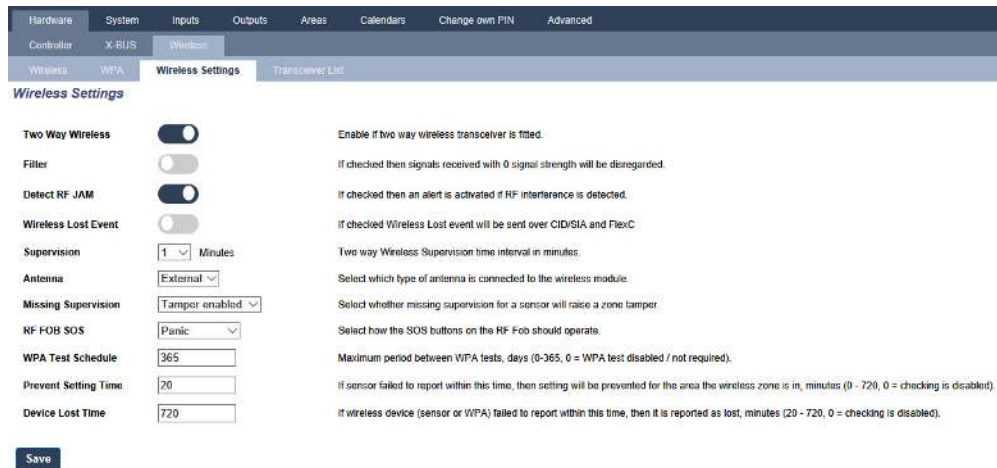 Hardware System Inputs Outputs Areas Calendars Change own PIN Advanced
Controller X-BUS Wireless
Wireless WPA Wireless Settings Transceiver List
Wireless Settings
Two Way Wireless Enable if two way wireless transceiver is fitted.
Filter If checked then signals received with 0 signal strength will be disregarded.
Detect RF JAM If checked then an alert is activated if RF interference is detected.
Wireless Lost Event If checked Wireless Lost event will be sent over CID/SIA and FlexC
Supervision 1 Minutes Two way Wireless Supervision time interval in minutes.
Antenna External Select which type of antenna is connected to the wireless module.
Missing Supervision Tamper enabled Select whether missing supervision for a sensor will raise a zone tamper.
RF FOB SOS Panic Select how the SOS buttons on the RF Fob should operate.
WPA Test Schedule 365 Maximum period between WPA tests, days (0-365, 0 = WPA test disabled / not required).
Prevent Setting Time 20 If sensor failed to report within this time, then setting will be prevented for the area the wireless zone is in, minutes (0 - 720, 0 = checking is disabled).
Device Lost Time 720 If wireless device (sensor or WPA) failed to report within this time, then it is reported as lost, minutes (20 - 720, 0 = checking is disabled).
Save